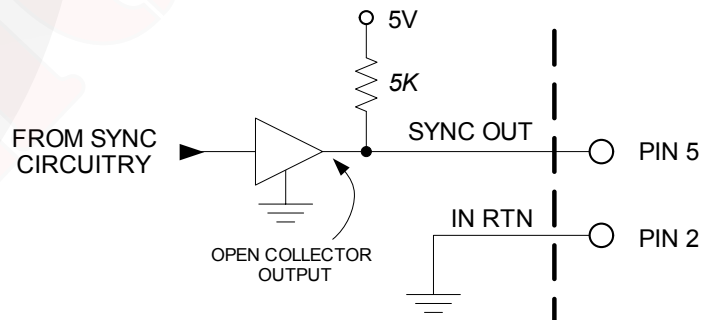 5V
5K
FROM SYNC
CIRCUITRY
SYNC OUT
PIN 5
IN RTN
PIN 2
OPEN COLLECTOR
OUTPUT